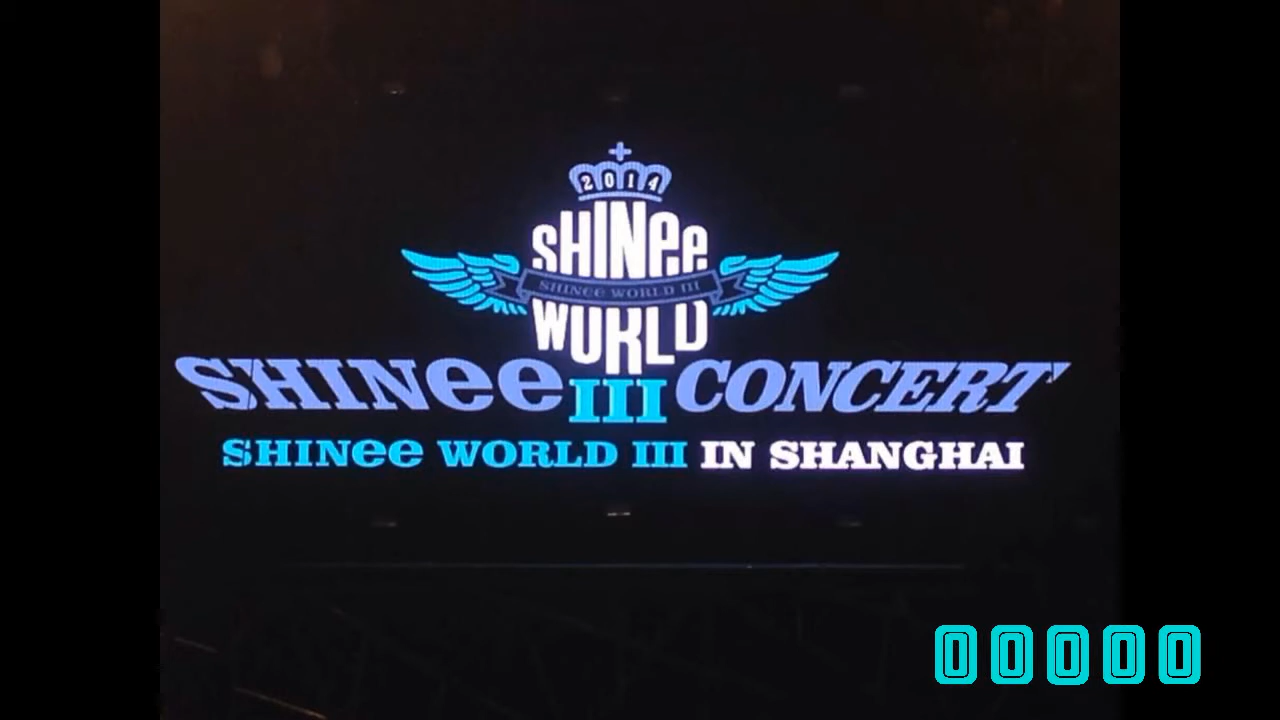 2014
SHINee
SHINee WORLD III
WORLD
SHINee III CONCERT
SHINee WORLD III IN SHANGHAI
00000